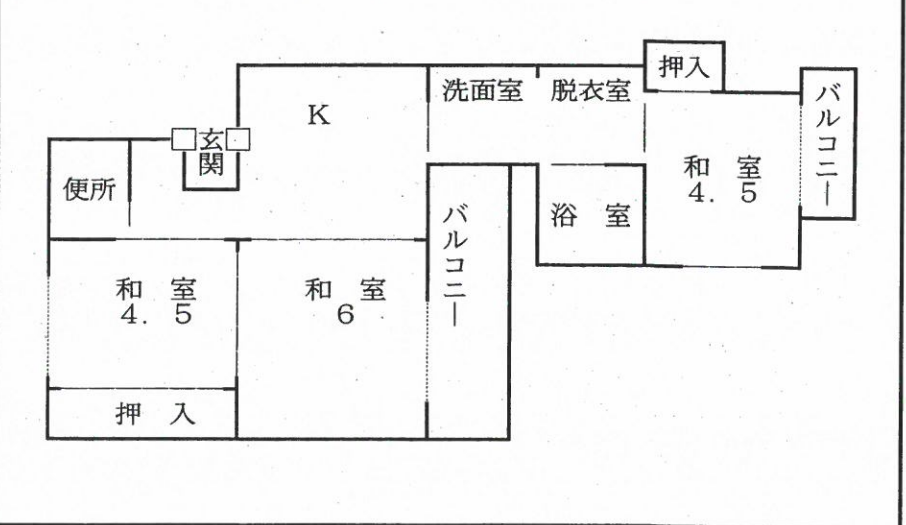 押入
洗面室
脱衣室
バルコニー
K
玄関
便所
和 室
4. 5
浴 室
バルコニー
和 室
4. 5
和 室
6
押 入